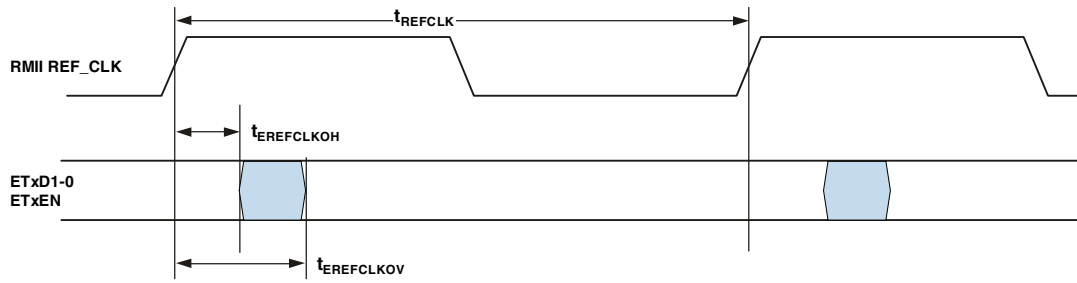 tREFCLK
RMII REF_CLK
tEREFCLKOH
ETxD1-0
ETxEN
tEREFCLKOV